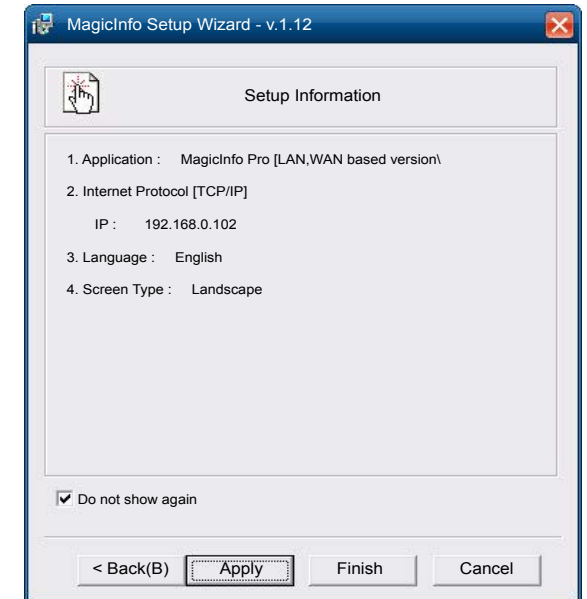 MagicInfo Setup Wizard - v.1.12
Setup Information
1. Application : MagicInfo Pro [LAN,WAN based version\
2. Internet Protocol [TCP/IP]
IP : 192.168.0.102
3. Language : English
4. Screen Type : Landscape
Do not show again
< Back(B) Apply Finish Cancel